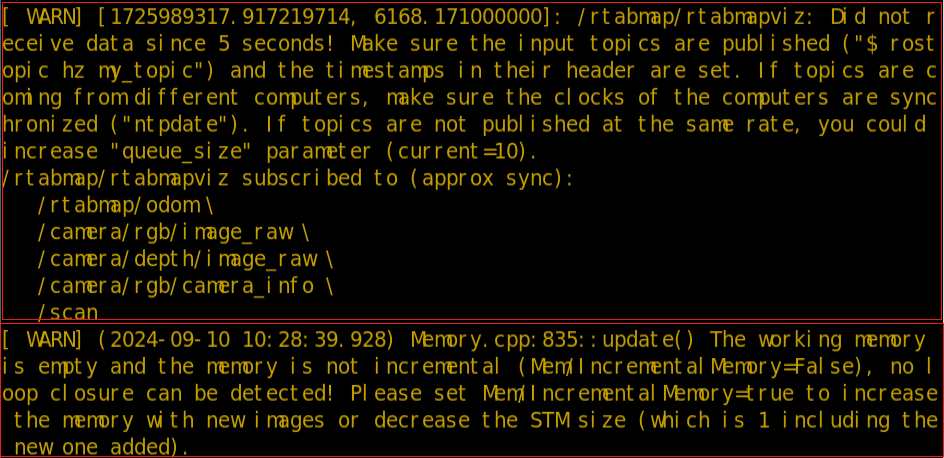 [ WARN] [1725989317.917219714, 6168.171000000]: /rtabmap/rtabmapviz: Did not r
eceive data since 5 seconds! Make sure the input topics are published ("$ rost
opic hz my_topic") and the timestamps in their header are set. If topics are c
oming from different computers, make sure the clocks of the computers are sync
hronized ("ntpdate"). If topics are not published at the same rate, you could
increase "queue_size" parameter (current=10).
/rtabmap/rtabmapviz subscribed to (approx sync):
   /rtabmap/odom \
   /camera/rgb/image_raw \
   /camera/depth/image_raw \
   /camera/rgb/camera_info \
   /scan
[ WARN] (2024-09-10 10:28:39.928) Memory.cpp:835::update() The working memory
is empty and the memory is not incremental (Mem/IncrementalMemory=False), no l
oop closure can be detected! Please set Mem/IncrementalMemory=true to increase
 the memory with new images or decrease the STM size (which is 1 including the
 new one added).